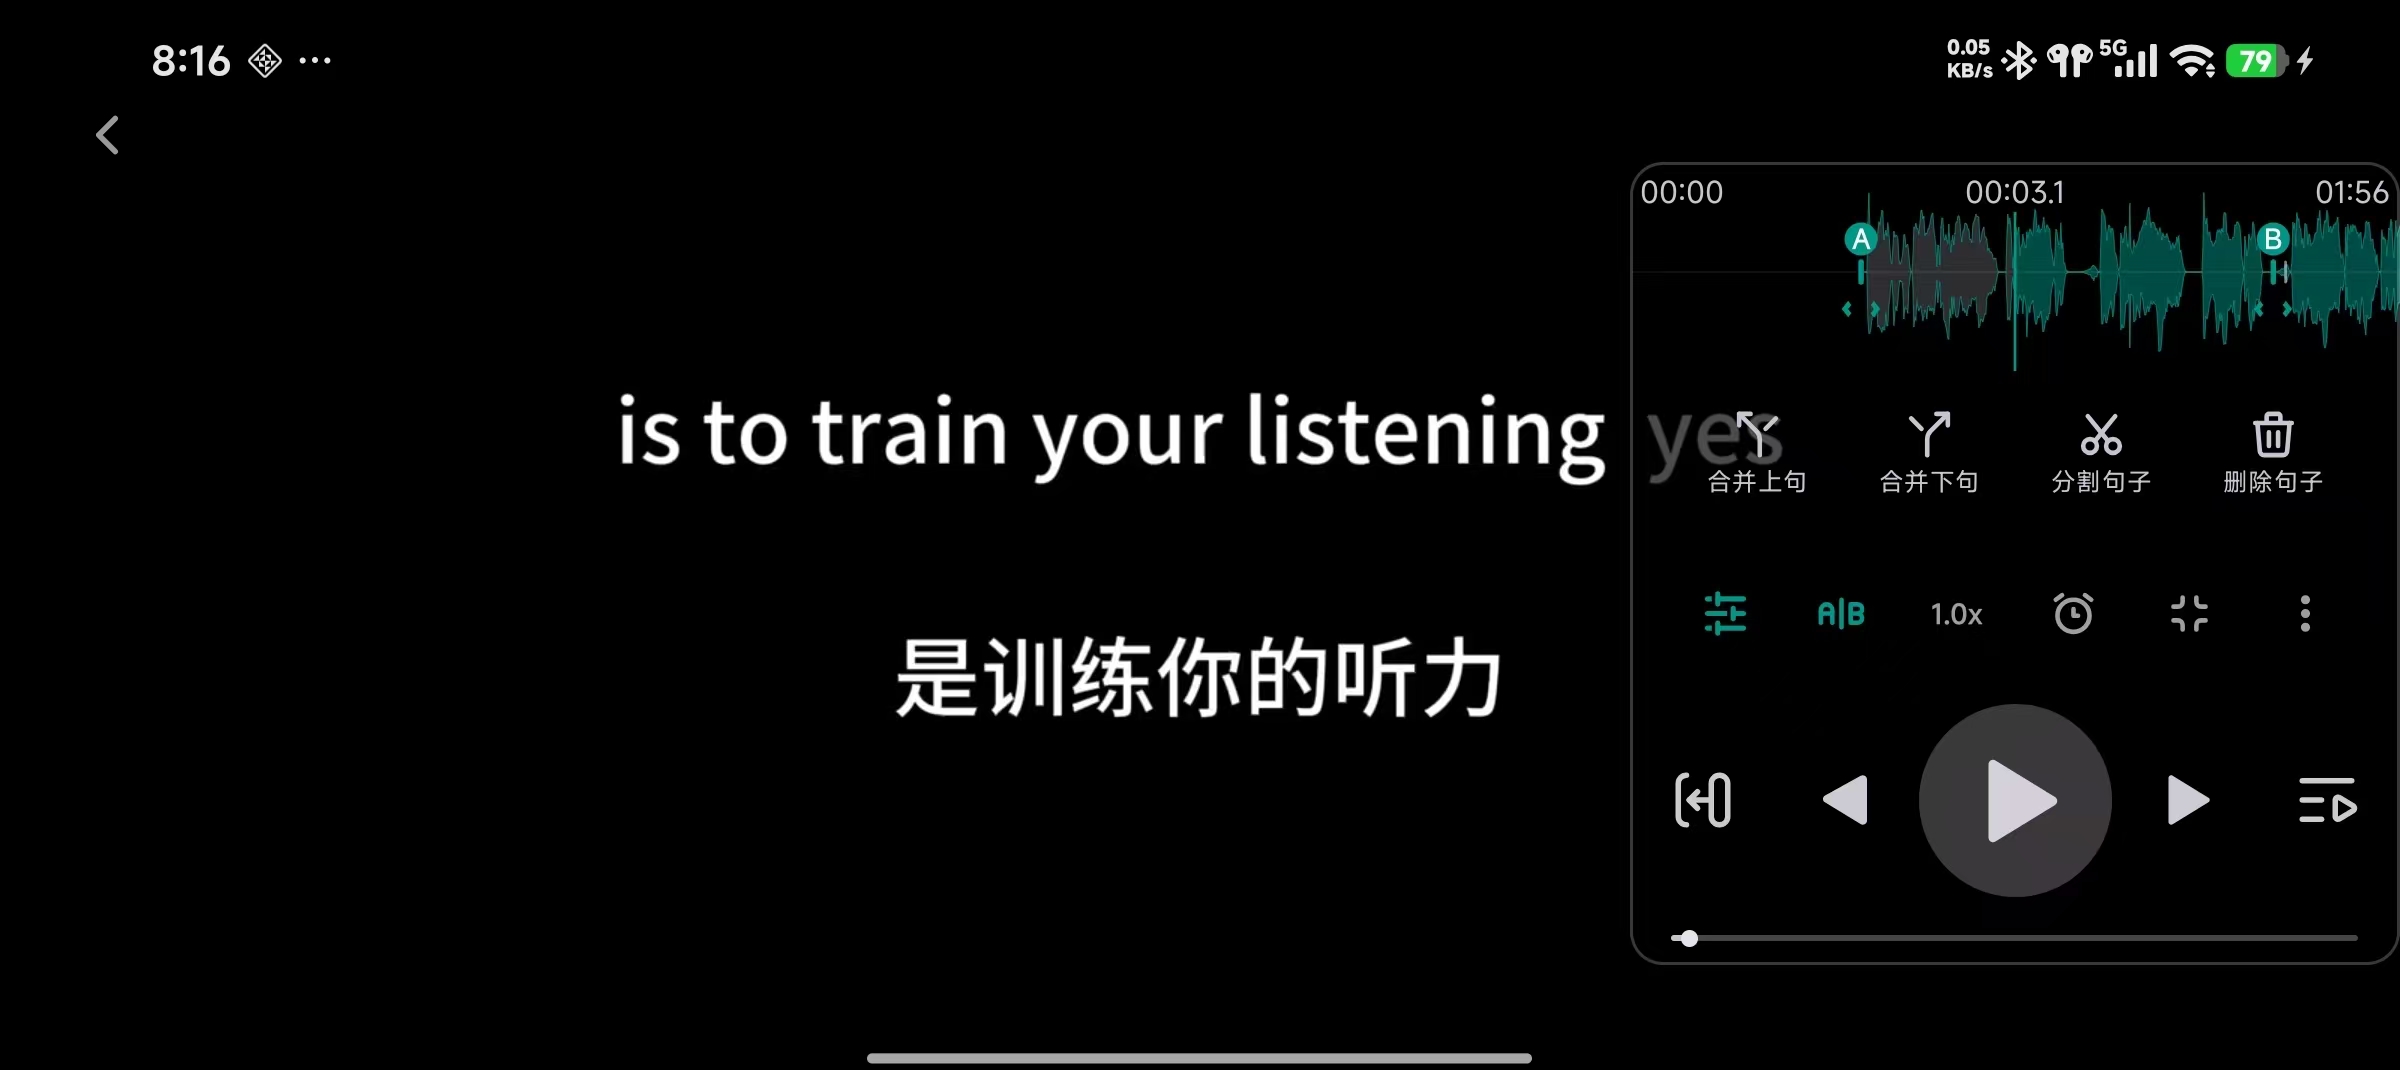 8:16 ...
0.05 KB/s 5G 79
00:00 00:03.1 01:56
A B
is to train your listening yes
合并上句 合并下句 分割句子 删除句子
A|B 1.0x
是训练你的听力